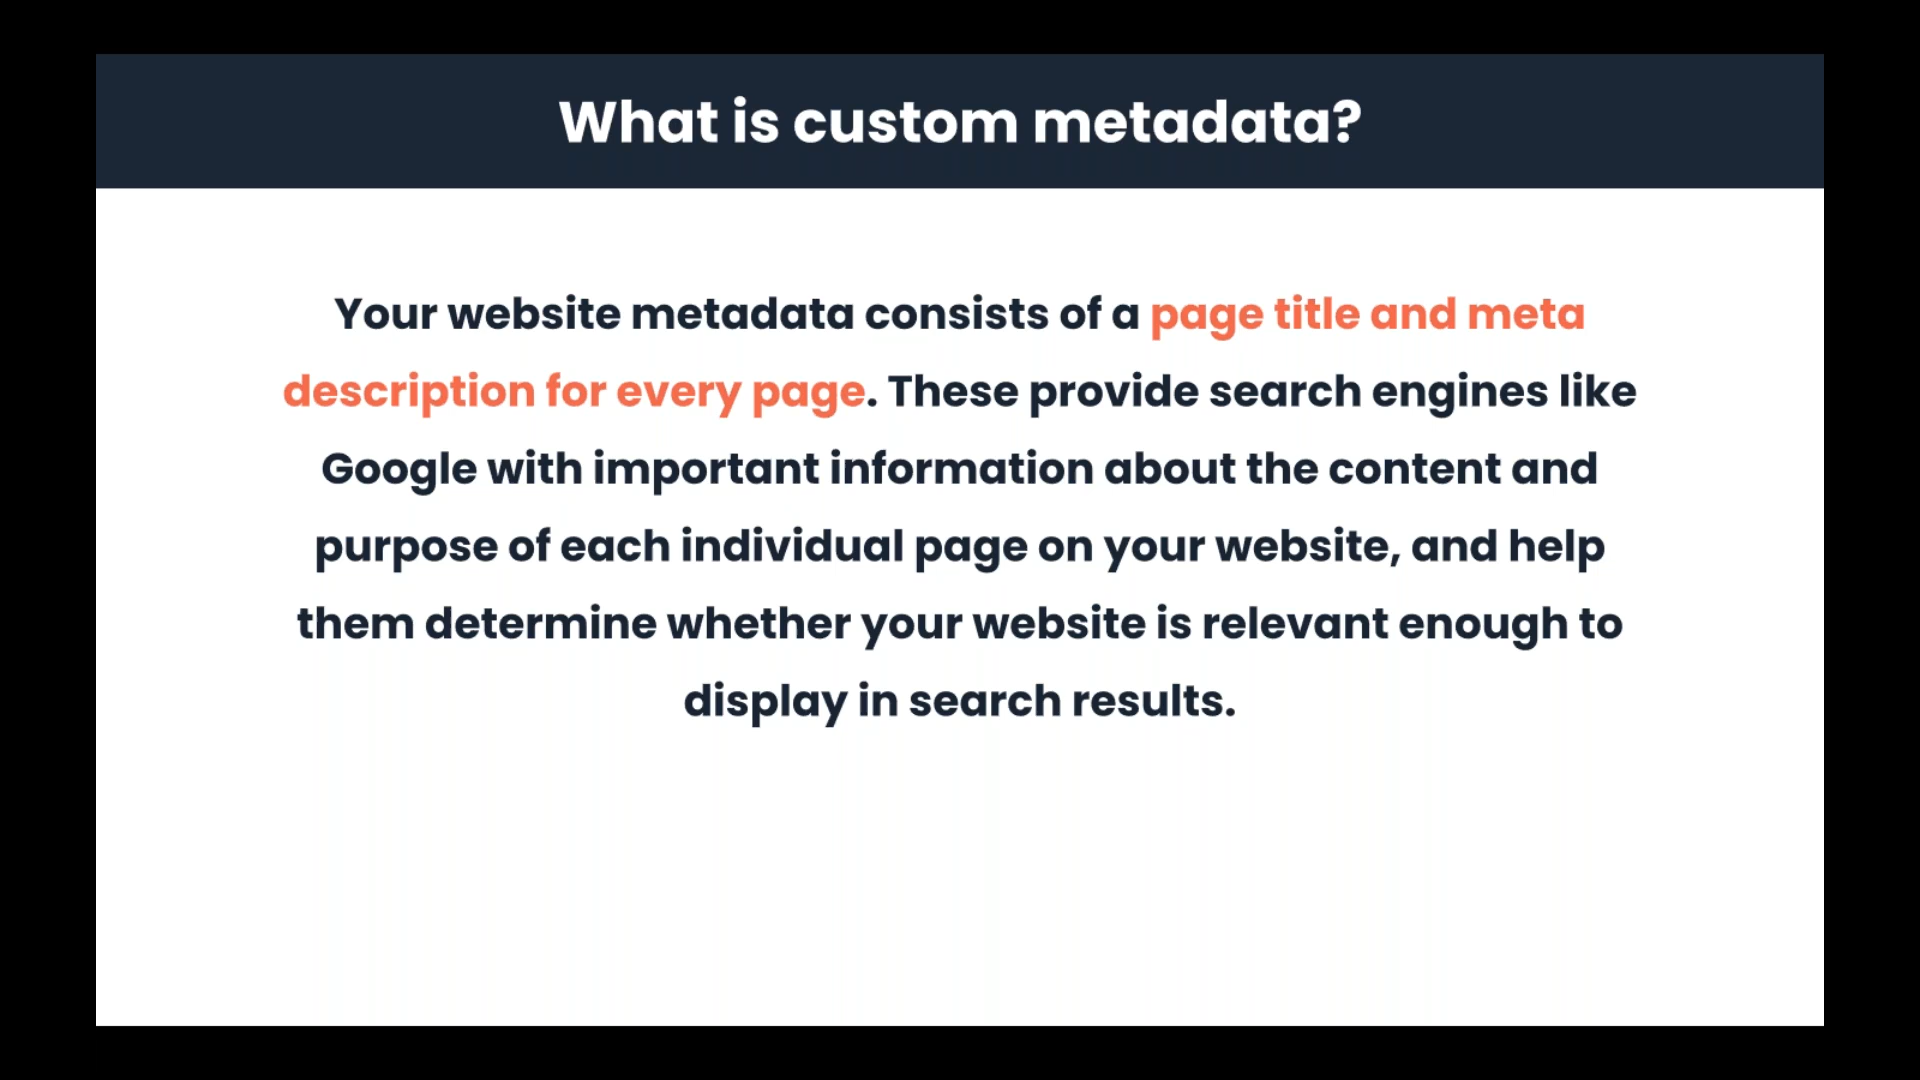 What is custom metadata?
Your website metadata consists of a page title and meta
description for every page. These provide search engines like
Google with important information about the content and
purpose of each individual page on your website, and help
them determine whether your website is relevant enough to
display in search results.